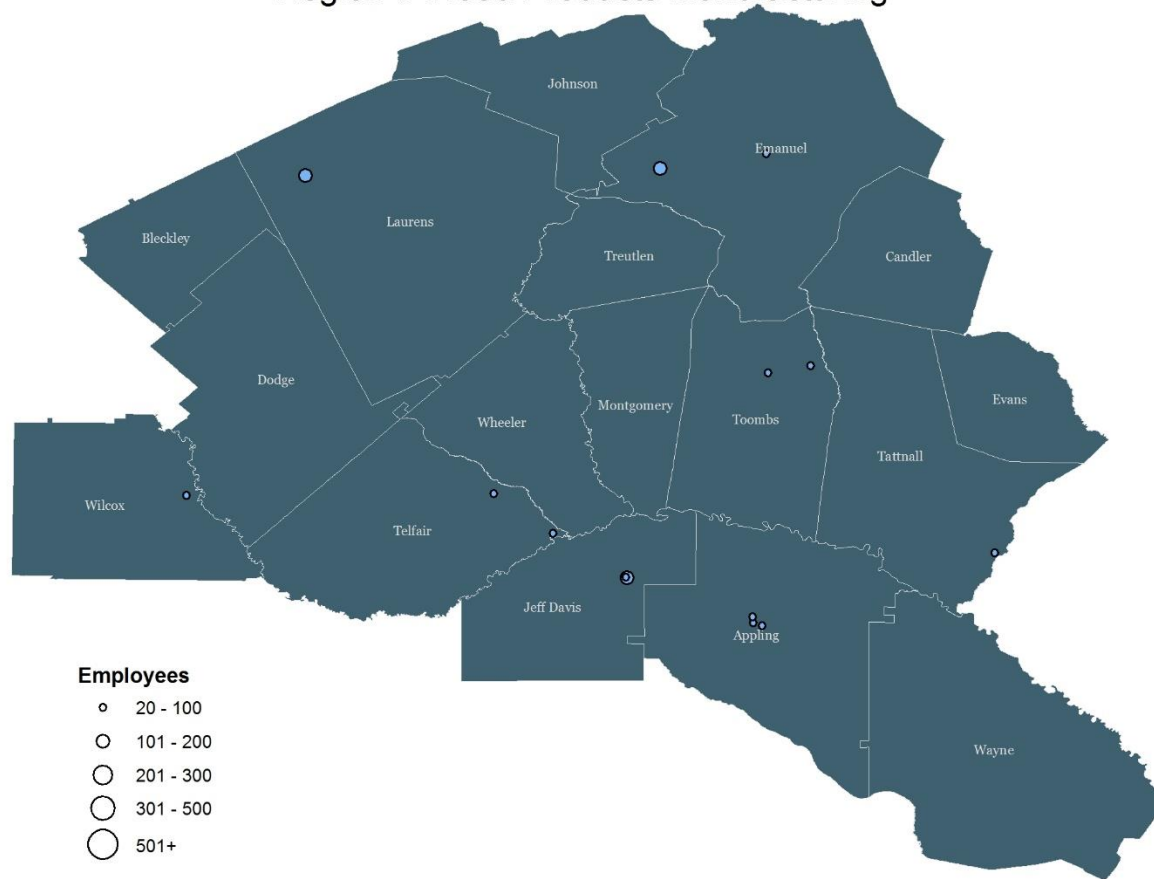 Johnson
Emanuel
Laurens
Bleckley
Treutlen
Candler
Dodge
Evans
Montgomery
Wheeler
Toombs
Tattnall
Wilcox
Telfair
Jeff Davis
Appling
Wayne
Employees
20 - 100
101 - 200
201 - 300
301 - 500
501+